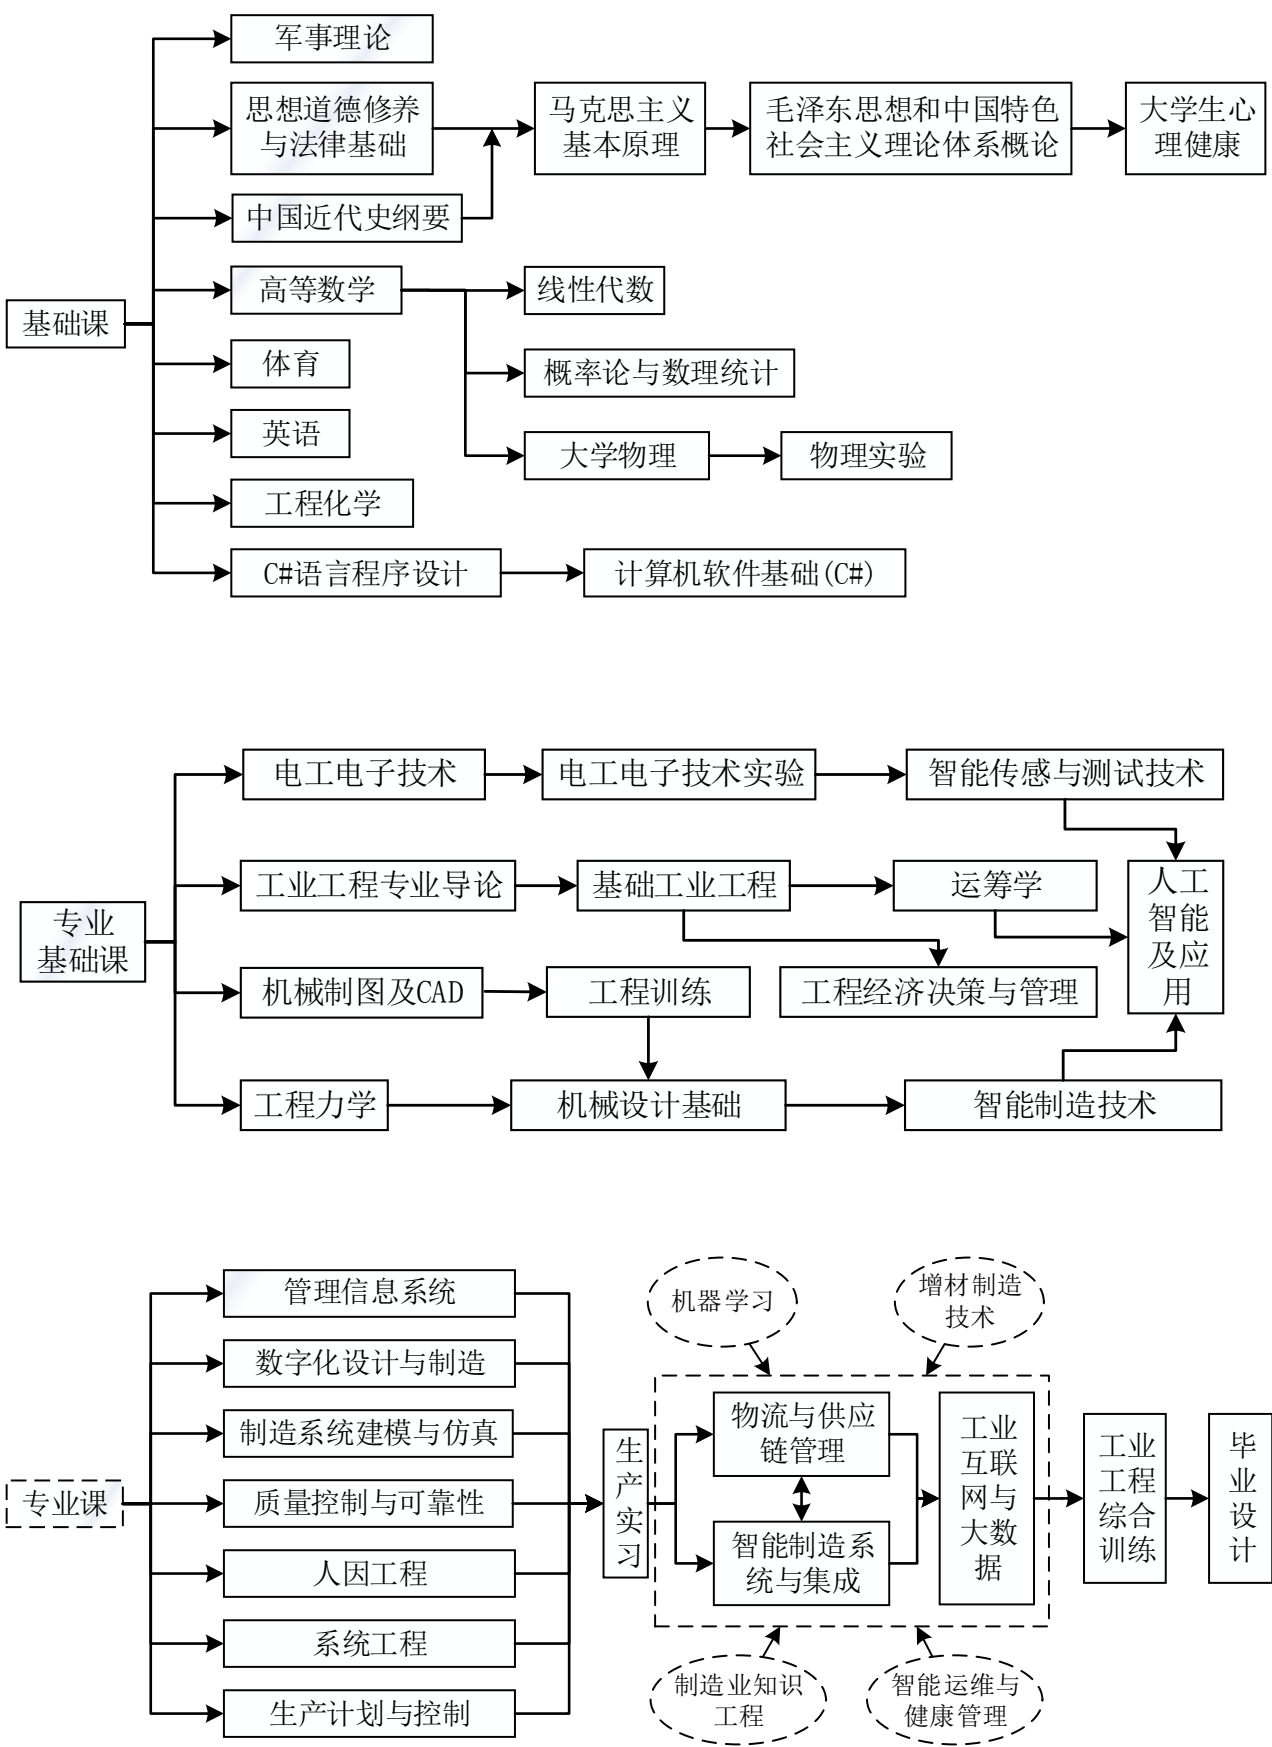 军事理论
思想道德修养
与法律基础
马克思主义
基本原理
毛泽东思想和中国特色
社会主义理论体系概论
大学生心
理健康
中国近代史纲要
基础课
高等数学
线性代数
体育
概率论与数理统计
英语
大学物理
物理实验
工程化学
C#语言程序设计
计算机软件基础(C#)
电工电子技术
电工电子技术实验
智能传感与测试技术
专业
基础课
工业工程专业导论
基础工业工程
运筹学
人工
智能
及应
用
机械制图及CAD
工程训练
工程经济决策与管理
工程力学
机械设计基础
智能制造技术
专业课
管理信息系统
数字化设计与制造
制造系统建模与仿真
质量控制与可靠性
人因工程
系统工程
生产计划与控制
生
产
实
习
机器学习
增材制造
技术
物流与供应
链管理
智能制造系
统与集成
工业
互联
网与
大数
据
制造业知识
工程
智能运维与
健康管理
工业
工程
综合
训练
毕
业
设
计